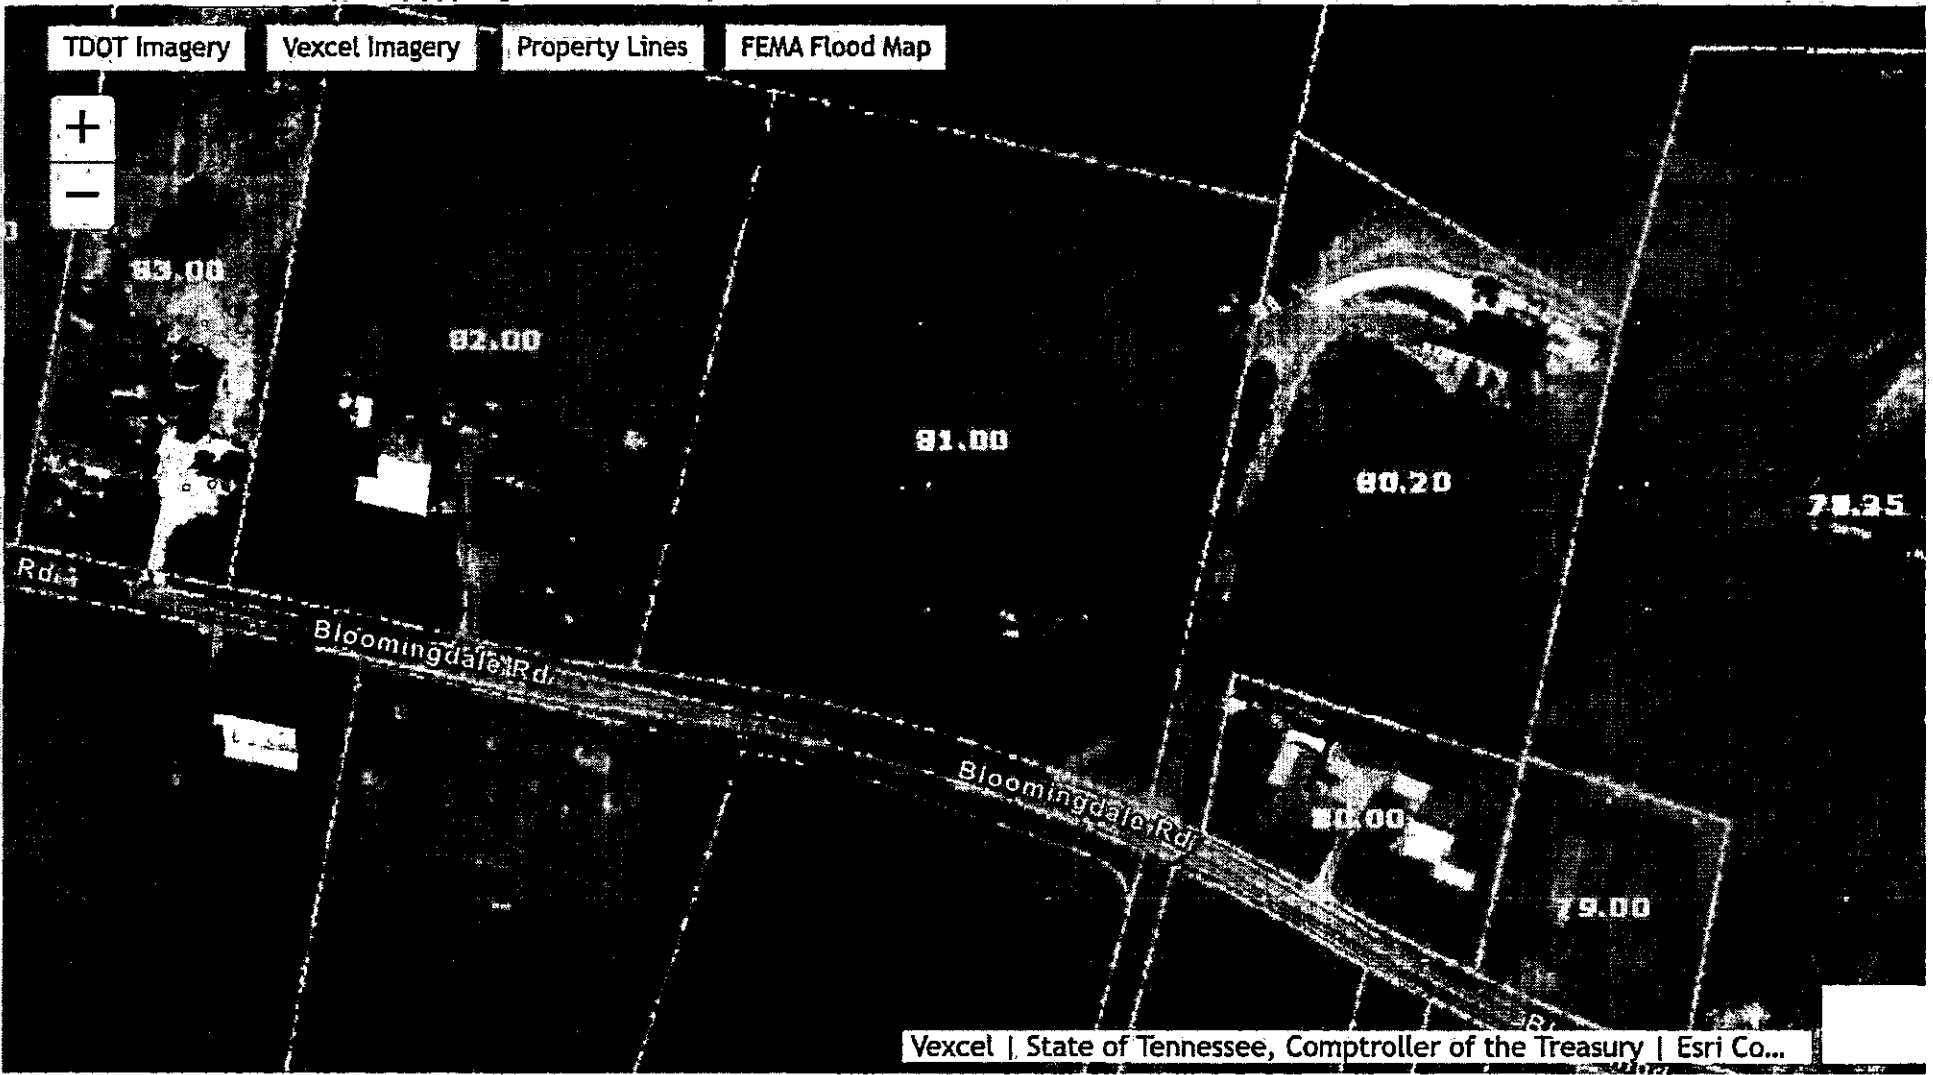 TDOT Imagery
Vexcel Imagery
Property Lines
FEMA Flood Map
+
−
83.00
82.00
81.00
80.20
Rd
Bloomingdale Rd
Bloomingdale Rd
80.00
79.00
Vexcel | State of Tennessee, Comptroller of the Treasury | Esri Co...